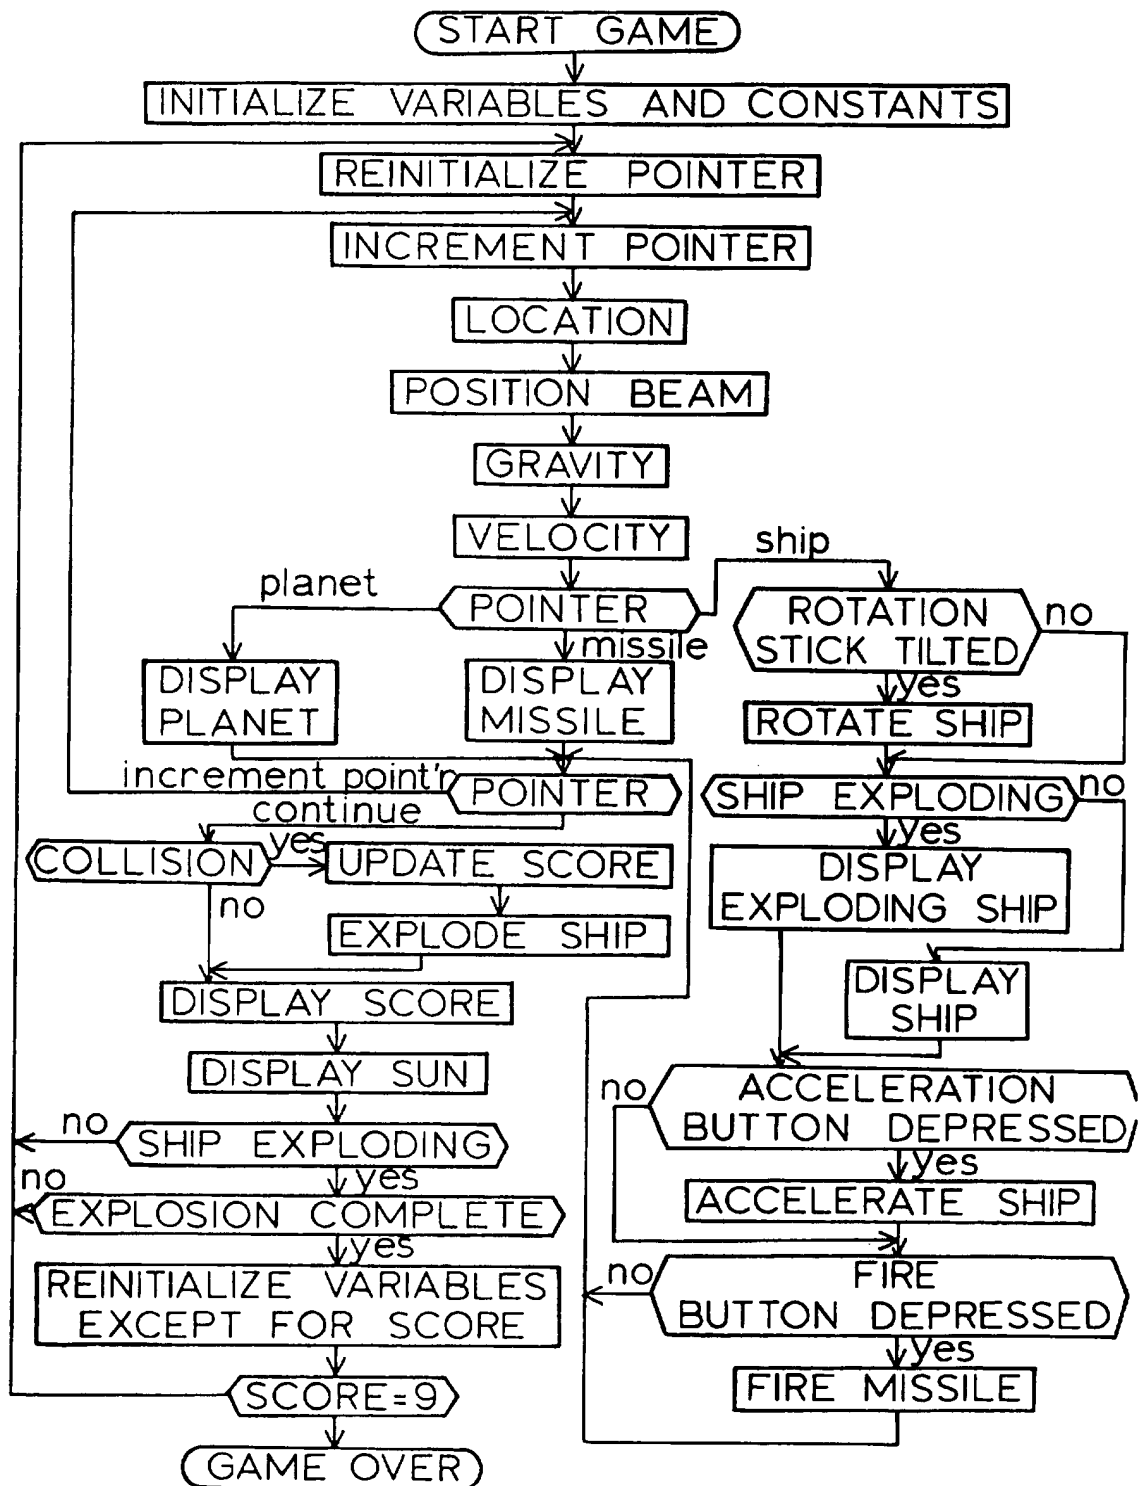 START GAME
INITIALIZE VARIABLES AND CONSTANTS
REINITIALIZE POINTER
INCREMENT POINTER
LOCATION
POSITION BEAM
GRAVITY
VELOCITY
planet
POINTER
ship
missile
DISPLAY
PLANET
DISPLAY
MISSILE
increment point'r
POINTER
continue
COLLISION
yes
UPDATE SCORE
no
EXPLODE SHIP
DISPLAY SCORE
DISPLAY SUN
no
SHIP EXPLODING
yes
no
EXPLOSION COMPLETE
yes
REINITIALIZE VARIABLES
EXCEPT FOR SCORE
SCORE=9
GAME OVER
ROTATION
STICK TILTED
no
yes
ROTATE SHIP
SHIP EXPLODING
no
yes
DISPLAY
EXPLODING SHIP
DISPLAY
SHIP
no
ACCELERATION
BUTTON DEPRESSED
yes
ACCELERATE SHIP
no
FIRE
BUTTON DEPRESSED
yes
FIRE MISSILE